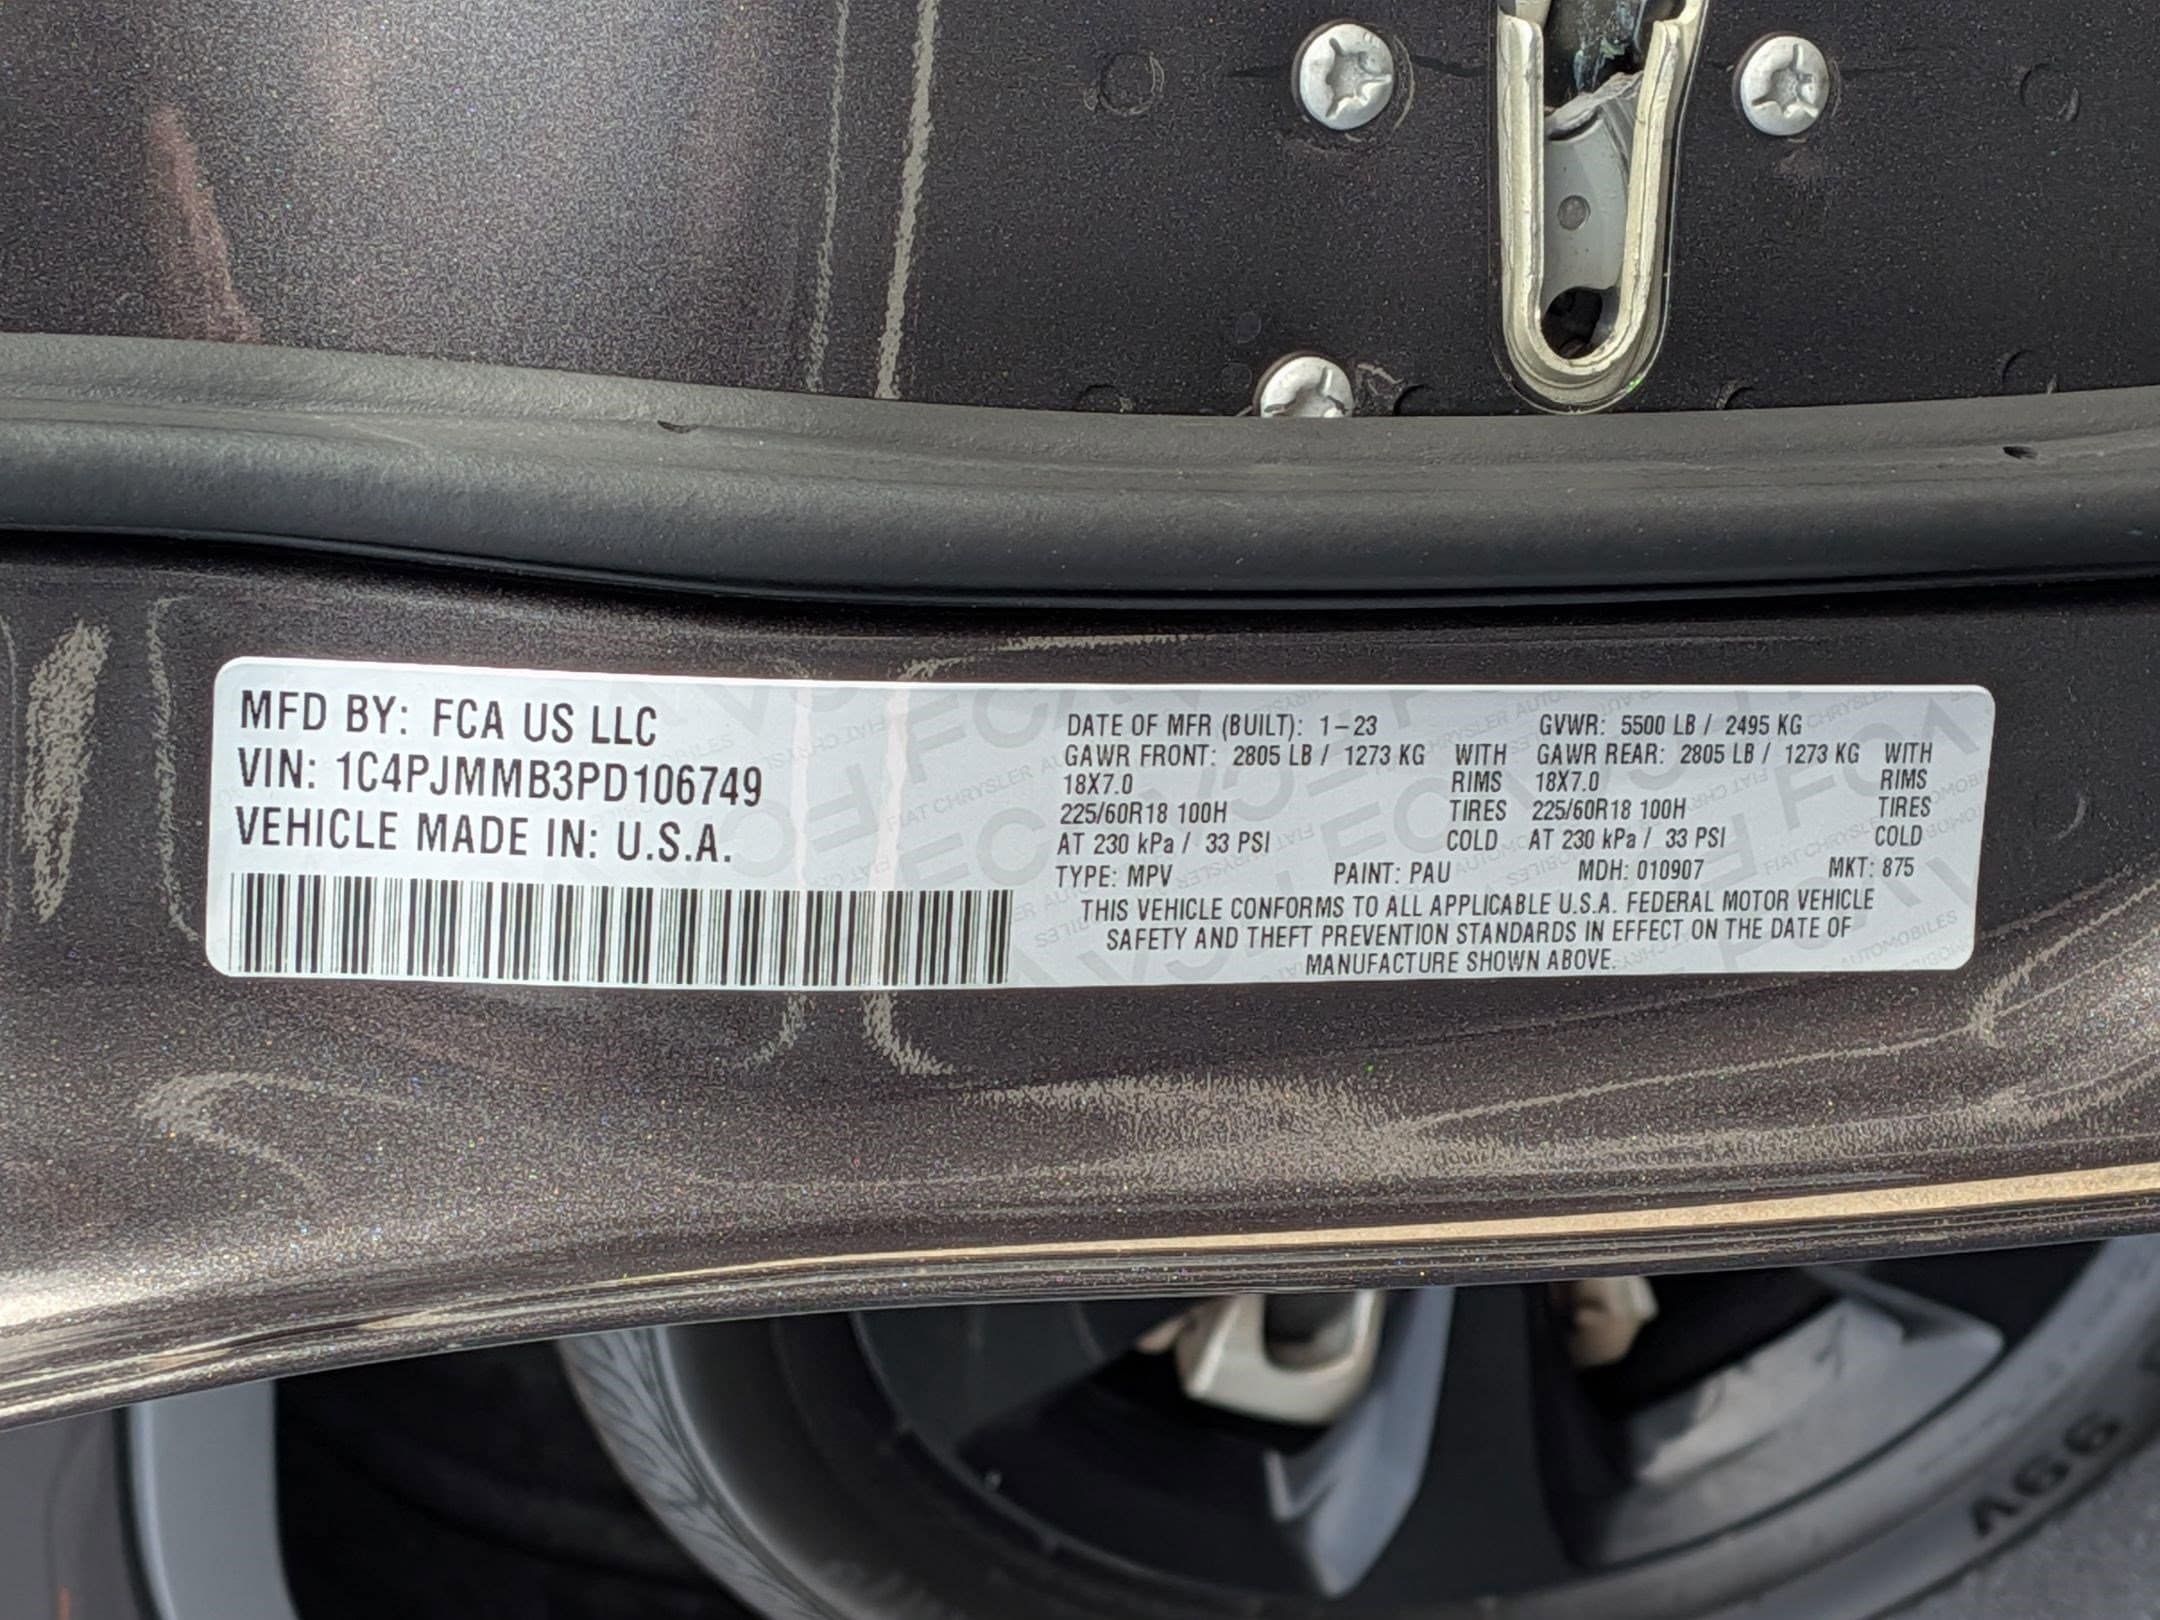 MFD BY: FCA US LLC
VIN: 1C4PJMMB3PD106749
VEHICLE MADE IN: U.S.A.
DATE OF MFR (BUILT): 1-23 GVWR: 5500 LB / 2495 KG
GAWR FRONT: 2805 LB / 1273 KG WITH GAWR REAR: 2805 LB / 1273 KG WITH
18X7.0 RIMS 18X7.0 RIMS
225/60R18 100H TIRES 225/60R18 100H TIRES
AT 230 kPa / 33 PSI COLD AT 230 kPa / 33 PSI COLD
TYPE: MPV PAINT: PAU MDH: 010907 MKT: 875
THIS VEHICLE CONFORMS TO ALL APPLICABLE U.S.A. FEDERAL MOTOR VEHICLE
SAFETY AND THEFT PREVENTION STANDARDS IN EFFECT ON THE DATE OF
MANUFACTURE SHOWN ABOVE.